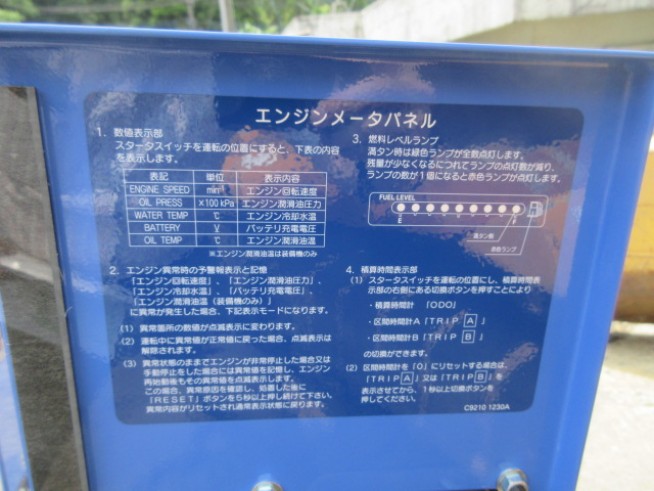 エンジンメータパネル
1. 数値表示部
スタータスイッチを運転の位置にすると、下表の内容
を表示します。
表記 単位 表示内容
ENGINE SPEED min⁻¹ エンジン回転速度
OIL PRESS ×100 kPa エンジン潤滑油圧力
WATER TEMP ℃ エンジン冷却水温
BATTERY V バッテリ充電電圧
OIL TEMP ℃ エンジン潤滑油温
※エンジン潤滑油温は装備機のみ
2. エンジン異常時の予警報表示と記憶
「エンジン回転速度」、「エンジン潤滑油圧力」、
「エンジン冷却水温」、「バッテリ充電電圧」、
「エンジン潤滑油温（装備機のみ）」
に異常が発生した場合、下記表示モードになります。
(1) 異常箇所の数値が点滅表示に変わります。
(2) 運転中に異常値が正常値に戻った場合、点滅表示は
解除されます。
(3) 異常状態のままでエンジンが非常停止した場合又は
手動停止をした場合には異常値を記憶し、エンジン
再始動後もその異常値を点滅表示します。
この場合、異常原因を確認し、処置した後に
「RESET」ボタンを5秒以上押し続けて下さい。
異常内容がリセットされ通常表示状態に戻ります。
3. 燃料レベルランプ
満タン時は緑色ランプが全数点灯します。
残量が少なくなるにつれてランプの点灯数が減り、
ランプの数が1個になると赤色ランプが点灯します。
FUEL LEVEL
E F
満タン側
赤色ランプ
4. 積算時間表示部
(1) スタータスイッチを運転の位置にし、積算時間表
示部の右側にある切換ボタンを押すことにより
・積算時間計 「ODO」
・区間時間計A「TRIP A」
・区間時間計B「TRIP B」
の切換ができます。
(2) 区間時間計を「0」にリセットする場合は、
「TRIP A」又は「TRIP B」を
表示させてから、1秒以上切換ボタンを
押してください。
C9210 1230A